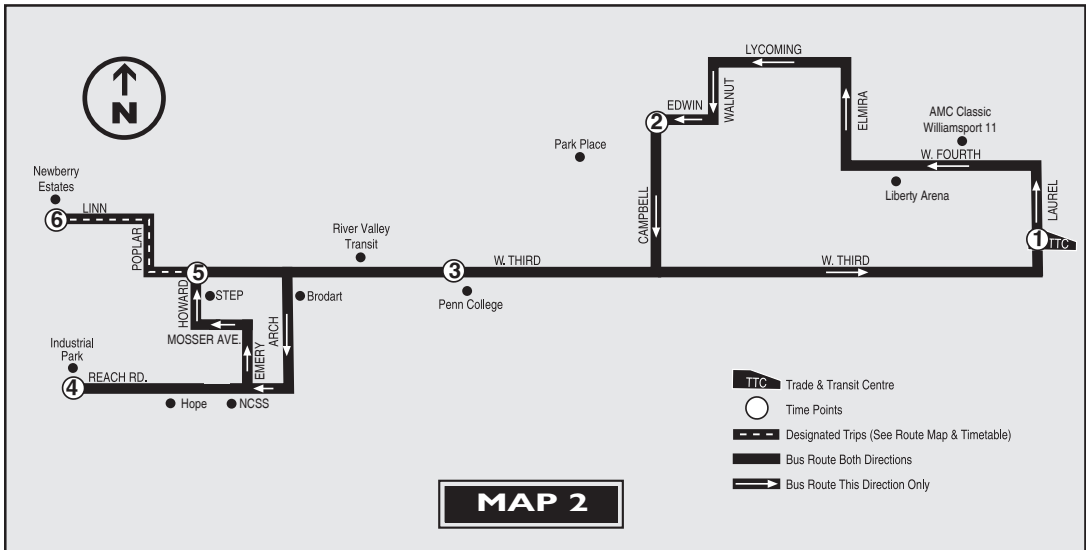 LYCOMING
WALNUT
EDWIN
2
ELMIRA
AMC Classic
Williamsport 11
N
Park Place
W. FOURTH
Liberty Arena
LAUREL
Newberry
Estates
LINN
6
POPLAR
CAMPBELL
1
TTC
River Valley
Transit
5
3
W. THIRD
W. THIRD
Penn College
HOWARD
STEP
Brodart
ARCH
MOSSER AVE.
EMERY
Industrial
Park
4
REACH RD.
Hope
NCSS
TTC Trade & Transit Centre
Time Points
Designated Trips (See Route Map & Timetable)
Bus Route Both Directions
Bus Route This Direction Only
MAP 2